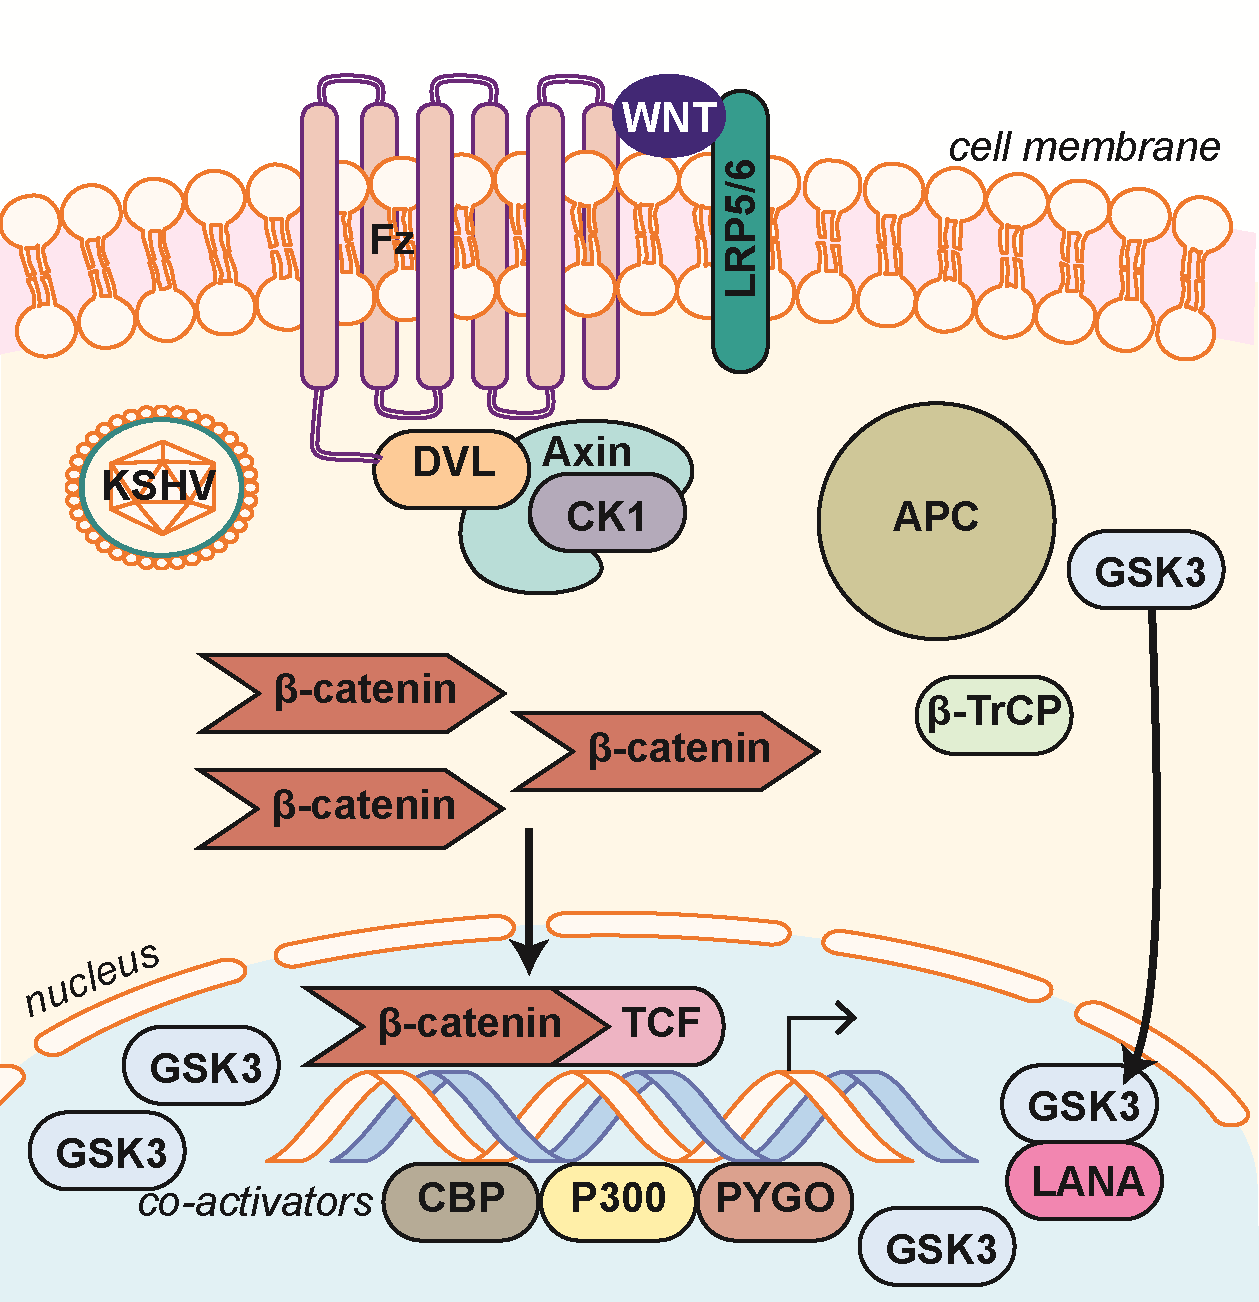 WNT
cell membrane
LRP5/6
Fz
KSHV
DVL
Axin
CK1
APC
GSK3
β-catenin
β-TrCP
β-catenin
β-catenin
nucleus
β-catenin
TCF
GSK3
GSK3
GSK3
LANA
co-activators
CBP
P300
PYGO
GSK3